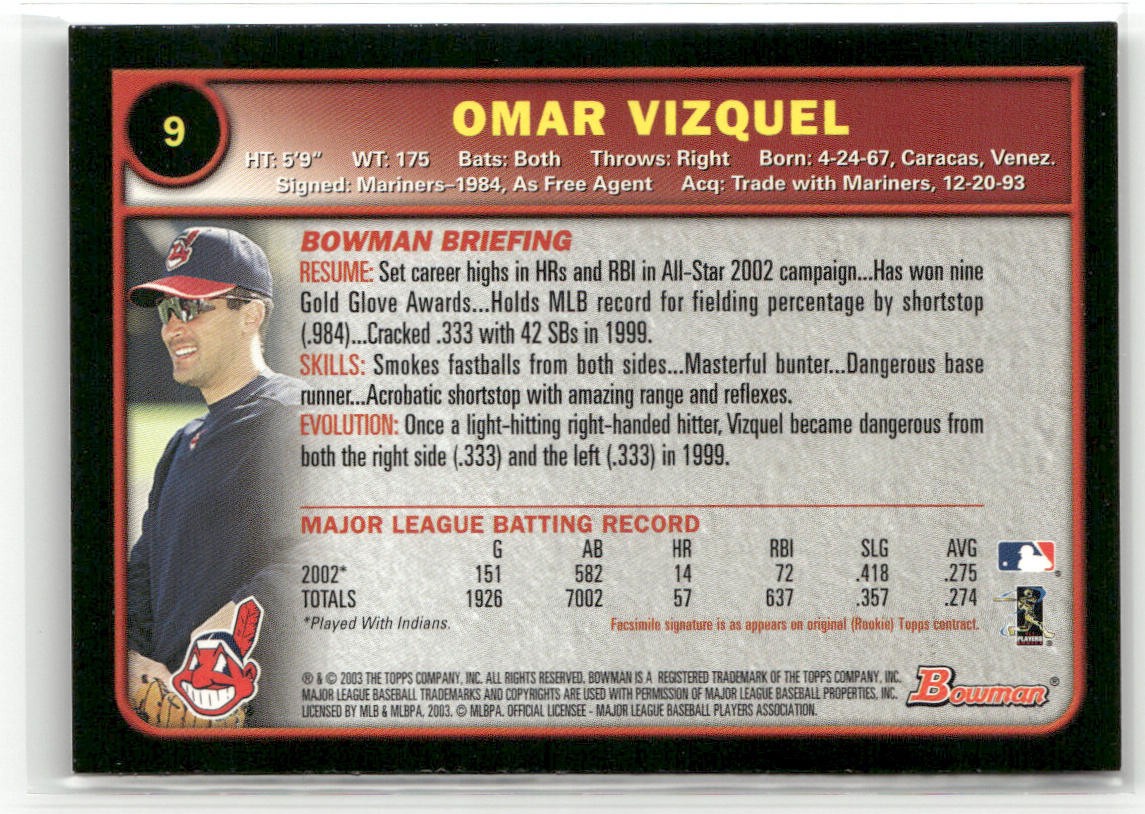 9
OMAR VIZQUEL
HT: 5'9" WT: 175 Bats: Both Throws: Right Born: 4-24-67, Caracas, Venez.
Signed: Mariners–1984, As Free Agent Acq: Trade with Mariners, 12-20-93
BOWMAN BRIEFING
RESUME: Set career highs in HRs and RBI in All-Star 2002 campaign...Has won nine
Gold Glove Awards...Holds MLB record for fielding percentage by shortstop
(.984)...Cracked .333 with 42 SBs in 1999.
SKILLS: Smokes fastballs from both sides...Masterful bunter...Dangerous base
runner...Acrobatic shortstop with amazing range and reflexes.
EVOLUTION: Once a light-hitting right-handed hitter, Vizquel became dangerous from
both the right side (.333) and the left (.333) in 1999.
MAJOR LEAGUE BATTING RECORD
G AB HR RBI SLG AVG
2002* 151 582 14 72 .418 .275
TOTALS 1926 7002 57 637 .357 .274
*Played With Indians.
Facsimile signature is as appears on original (Rookie) Topps contract.
PLAYERS
® & © 2003 THE TOPPS COMPANY, INC. ALL RIGHTS RESERVED. BOWMAN IS A REGISTERED TRADEMARK OF THE TOPPS COMPANY, INC.
MAJOR LEAGUE BASEBALL TRADEMARKS AND COPYRIGHTS ARE USED WITH PERMISSION OF MAJOR LEAGUE BASEBALL PROPERTIES, INC.
LICENSED BY MLB & MLBPA, 2003. © MLBPA. OFFICIAL LICENSEE - MAJOR LEAGUE BASEBALL PLAYERS ASSOCIATION.
Bowman®